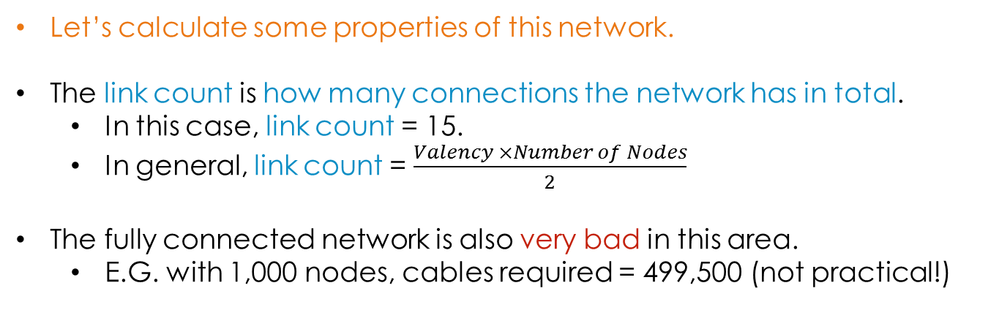 • Let's calculate some properties of this network.
• The link count is how many connections the network has in total.
• In this case, link count = 15.
• In general, link count = Valency ×Number of Nodes / 2
• The fully connected network is also very bad in this area.
• E.G. with 1,000 nodes, cables required = 499,500 (not practical!)